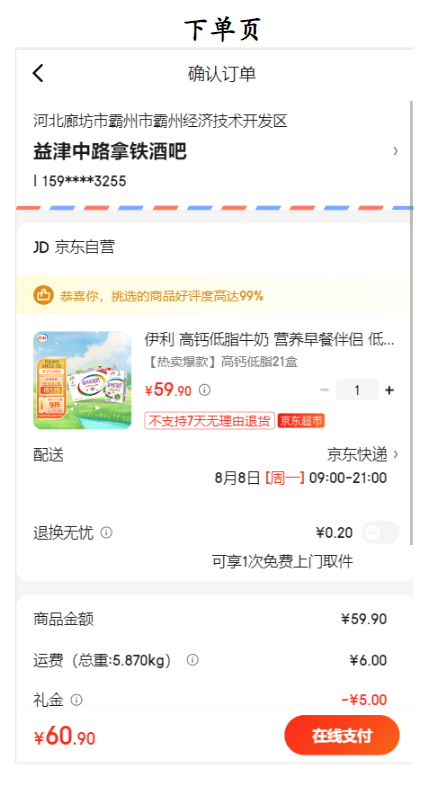 下单页
确认订单
河北廊坊市霸州市霸州经济技术开发区
益津中路拿铁酒吧
l 159****3255
JD 京东自营
恭喜你，挑选的商品好评度高达99%
伊利 高钙低脂牛奶 营养早餐伴侣 低...
【热卖爆款】高钙低脂21盒
¥59.90
1 +
不支持7天无理由退货 京东超市
配送 京东快递
8月8日 [周一] 09:00-21:00
退换无忧 ¥0.20
可享1次免费上门取件
商品金额 ¥59.90
运费（总重:5.870kg） ¥6.00
礼金 -¥5.00
¥60.90 在线支付